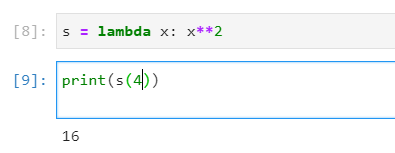 [8]: s = lambda x: x**2
[9]: print(s(4))
16